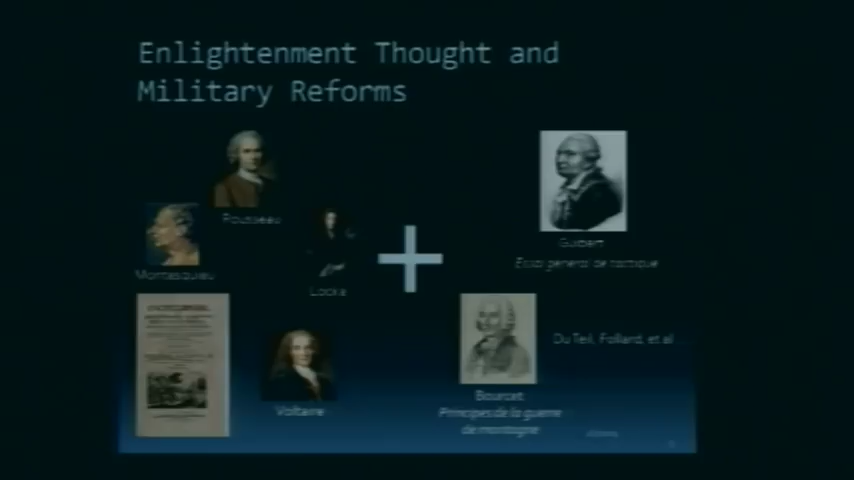 Enlightenment Thought and
Military Reforms
Rousseau
Montesquieu
Locke
Voltaire
Guibert
Essai general de tactique
Du Teil, Follard, et al
Bourcet
Principes de la guerre
de montagne